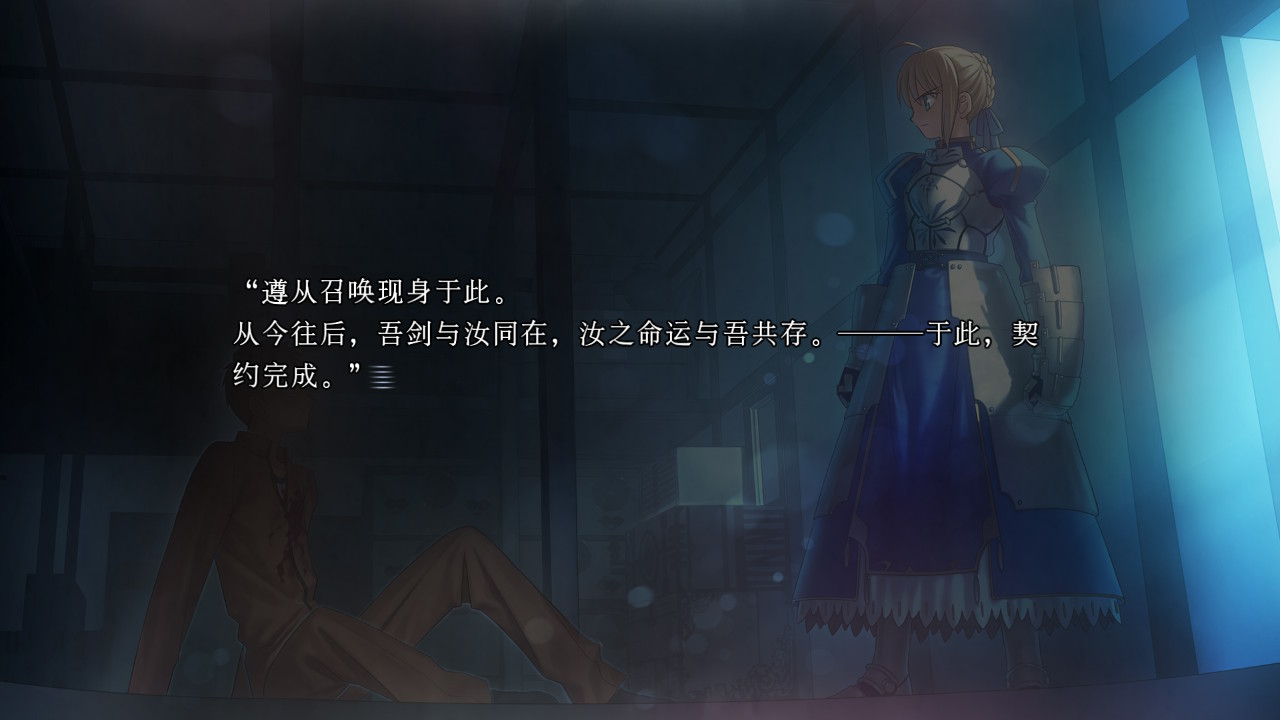 “遵从召唤现身于此。
从今往后，吾剑与汝同在，汝之命运与吾共存。———于此，契
约完成。”